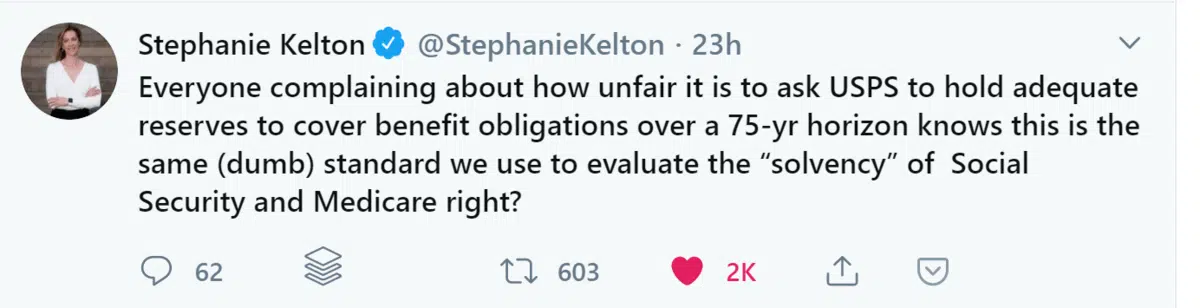 Stephanie Kelton @StephanieKelton · 23h
Everyone complaining about how unfair it is to ask USPS to hold adequate
reserves to cover benefit obligations over a 75-yr horizon knows this is the
same (dumb) standard we use to evaluate the “solvency” of  Social
Security and Medicare right?
62 603 2K